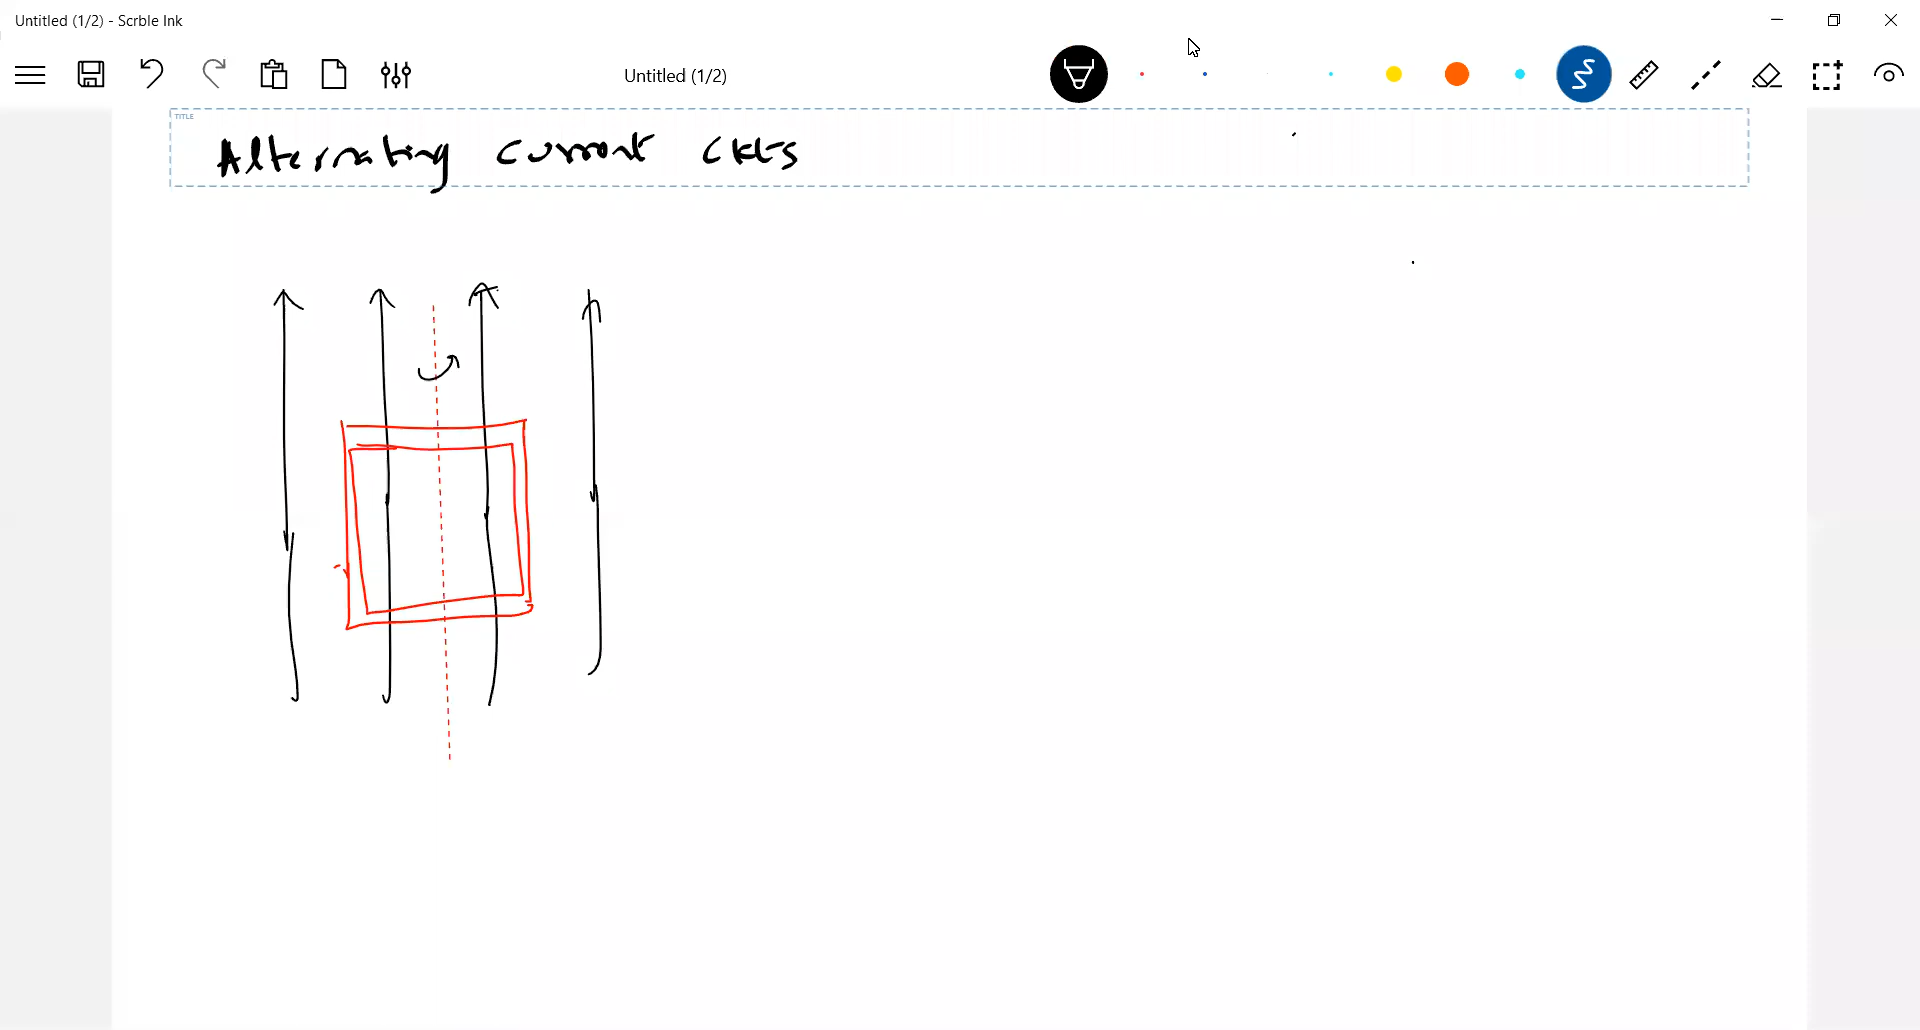 Untitled (1/2) - Scrble Ink
Untitled (1/2)
TITLE
Alternating Current Ckts